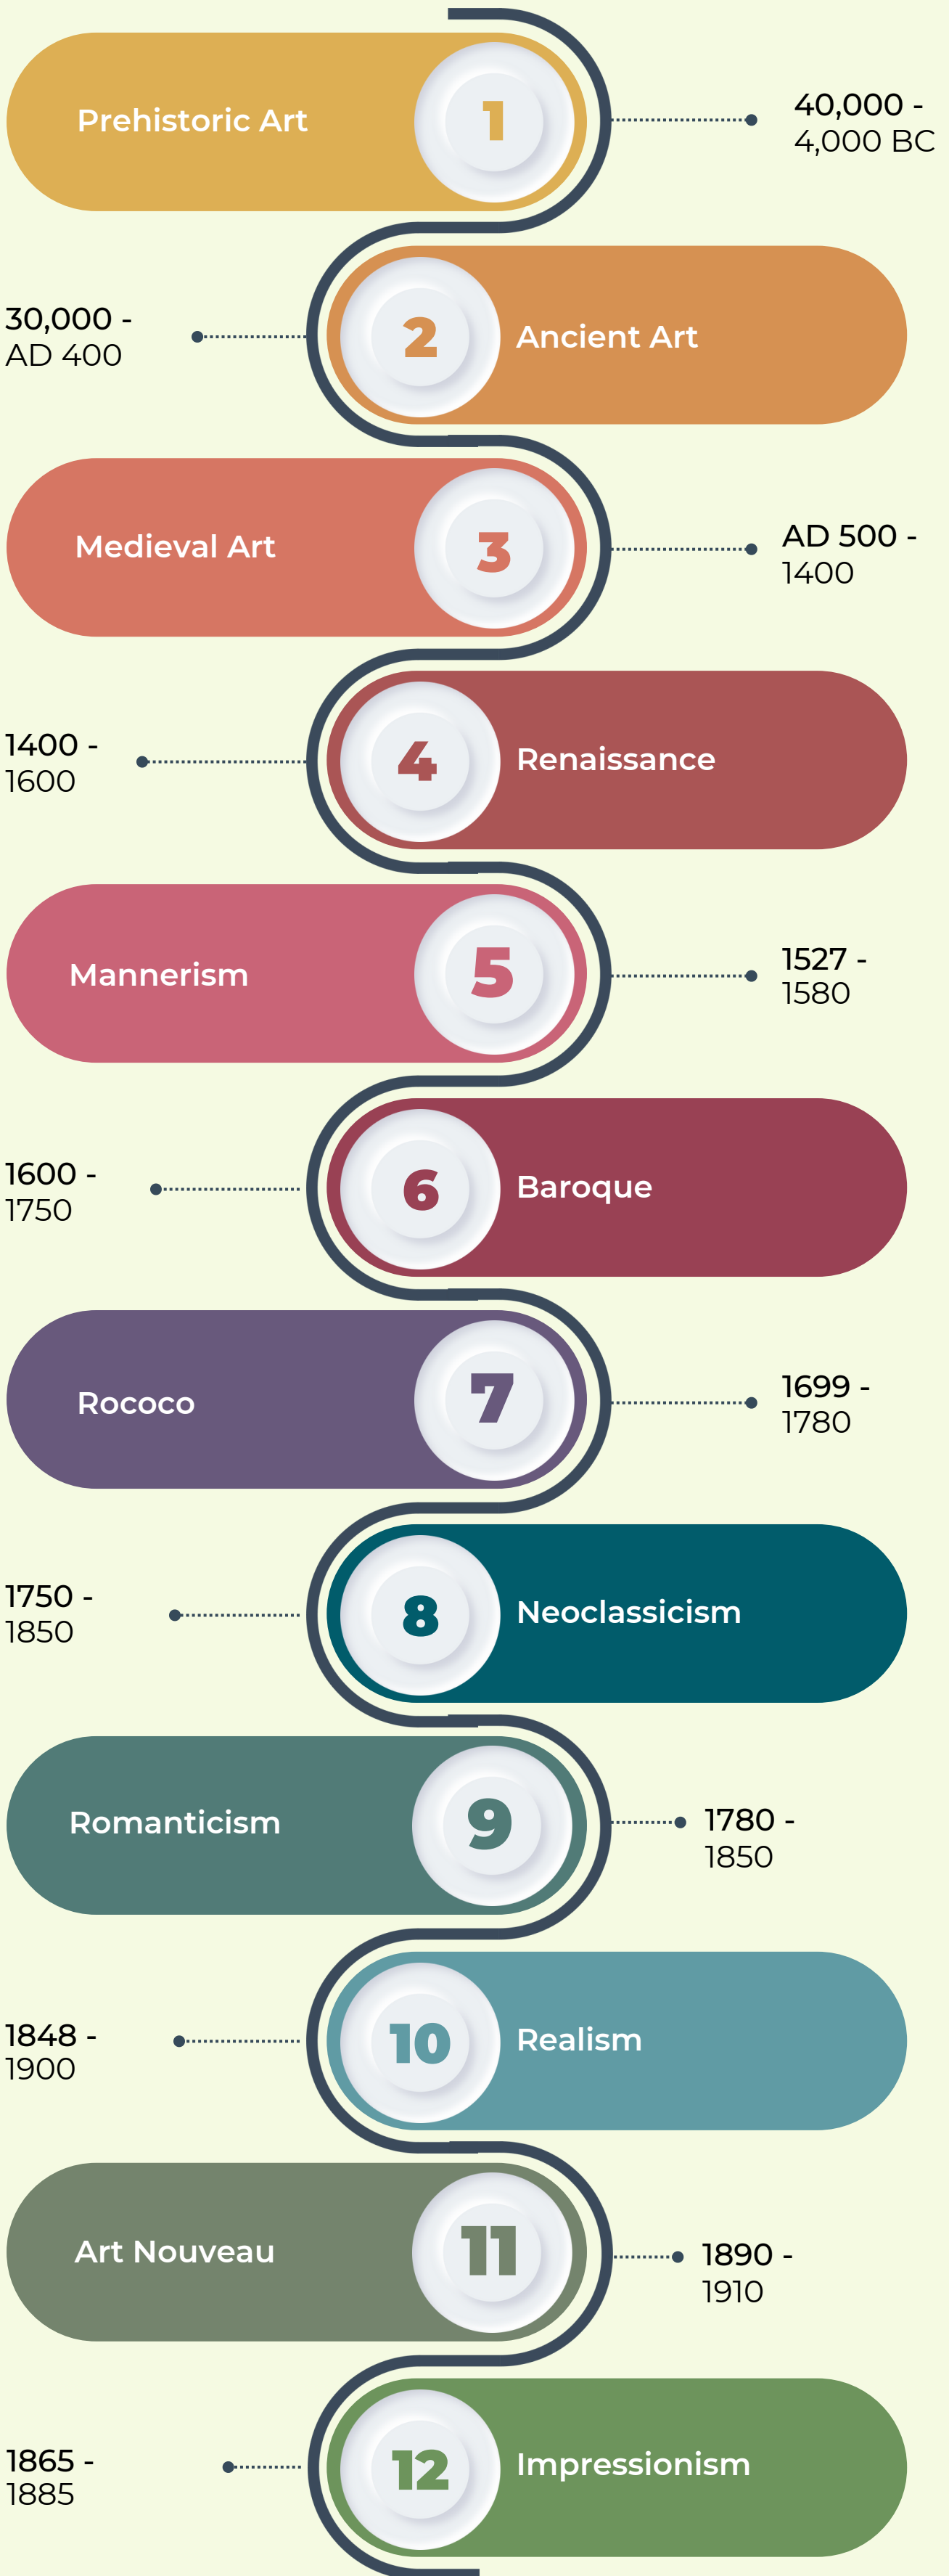 Prehistoric Art
1
40,000 -
4,000 BC
30,000 -
AD 400
2
Ancient Art
Medieval Art
3
AD 500 -
1400
1400 -
1600
4
Renaissance
Mannerism
5
1527 -
1580
1600 -
1750
6
Baroque
Rococo
7
1699 -
1780
1750 -
1850
8
Neoclassicism
Romanticism
9
1780 -
1850
1848 -
1900
10
Realism
Art Nouveau
11
1890 -
1910
1865 -
1885
12
Impressionism